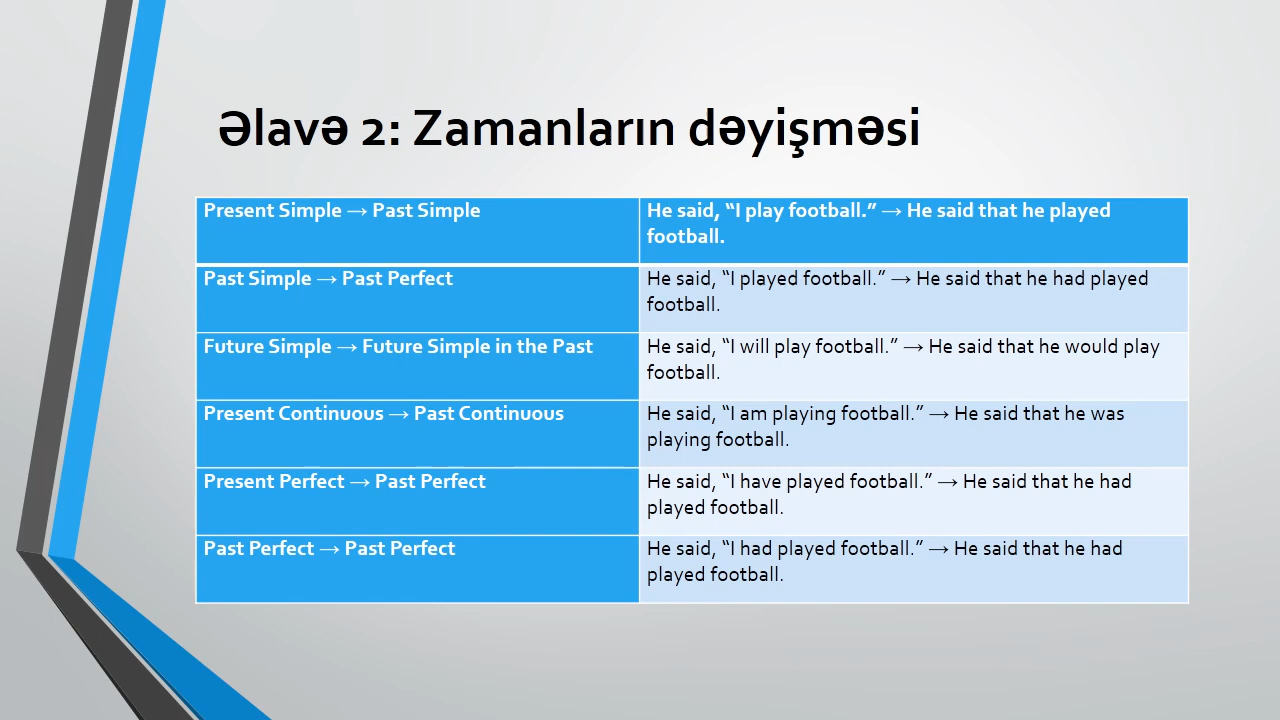 Əlavə 2: Zamanların dəyişməsi
Present Simple → Past Simple
He said, “I play football.” → He said that he played
football.
Past Simple → Past Perfect
He said, “I played football.” → He said that he had played
football.
Future Simple → Future Simple in the Past
He said, “I will play football.” → He said that he would play
football.
Present Continuous → Past Continuous
He said, “I am playing football.” → He said that he was
playing football.
Present Perfect → Past Perfect
He said, “I have played football.” → He said that he had
played football.
Past Perfect → Past Perfect
He said, “I had played football.” → He said that he had
played football.